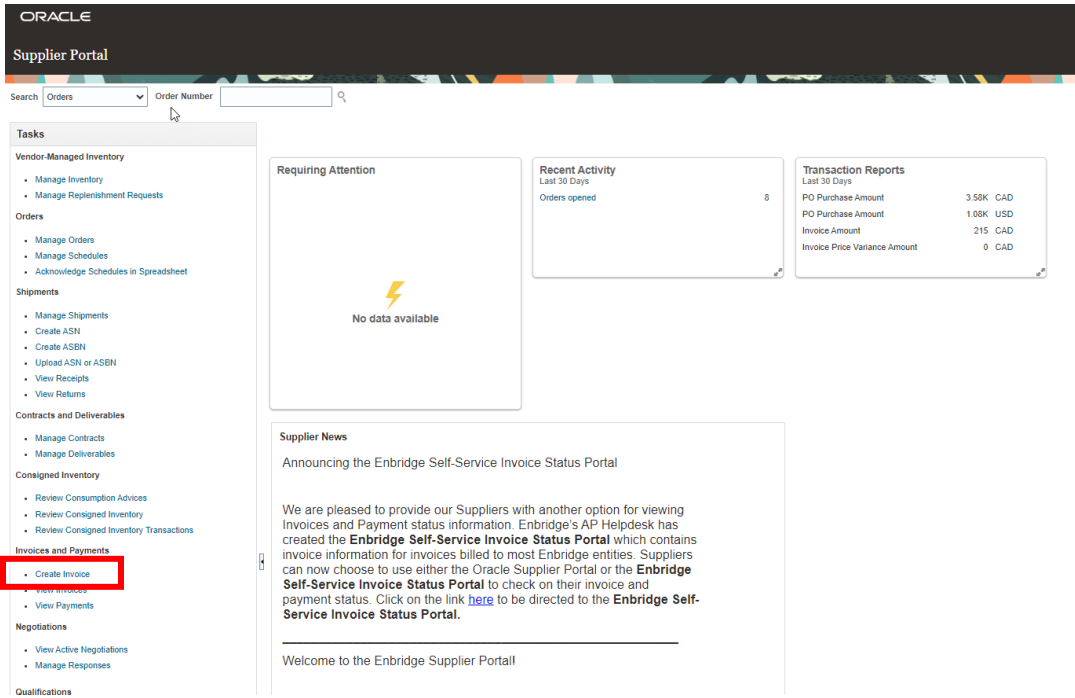 ORACLE
Supplier Portal
Search Orders Order Number
Tasks
Vendor-Managed Inventory
Manage Inventory
Manage Replenishment Requests
Orders
Manage Orders
Manage Schedules
Acknowledge Schedules in Spreadsheet
Shipments
Manage Shipments
Create ASN
Create ASBN
Upload ASN or ASBN
View Receipts
View Returns
Contracts and Deliverables
Manage Contracts
Manage Deliverables
Consigned Inventory
Review Consumption Advices
Review Consigned Inventory
Review Consigned Inventory Transactions
Invoices and Payments
Create Invoice
View Invoices
View Payments
Negotiations
View Active Negotiations
Manage Responses
Qualifications
Requiring Attention
No data available
Recent Activity
Last 30 Days
Orders opened 8
Transaction Reports
Last 30 Days
PO Purchase Amount 3.58K CAD
PO Purchase Amount 1.08K USD
Invoice Amount 215 CAD
Invoice Price Variance Amount 0 CAD
Supplier News
Announcing the Enbridge Self-Service Invoice Status Portal
We are pleased to provide our Suppliers with another option for viewing
Invoices and Payment status information. Enbridge's AP Helpdesk has
created the Enbridge Self-Service Invoice Status Portal which contains
invoice information for invoices billed to most Enbridge entities. Suppliers
can now choose to use either the Oracle Supplier Portal or the Enbridge
Self-Service Invoice Status Portal to check on their invoice and
payment status. Click on the link here to be directed to the Enbridge Self-
Service Invoice Status Portal.
Welcome to the Enbridge Supplier Portal!